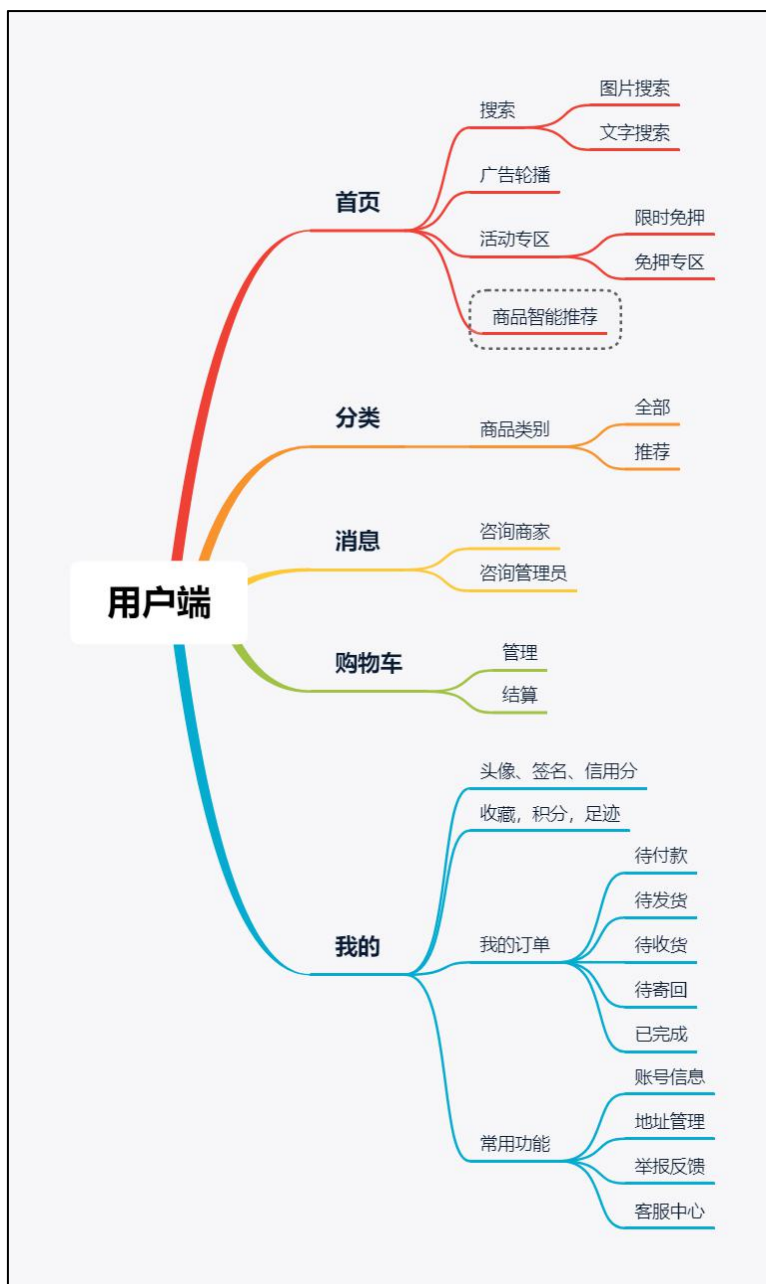 用户端
首页
搜索
图片搜索
文字搜索
广告轮播
活动专区
限时免押
免押专区
商品智能推荐
分类
商品类别
全部
推荐
消息
咨询商家
咨询管理员
购物车
管理
结算
我的
头像、签名、信用分
收藏，积分，足迹
我的订单
待付款
待发货
待收货
待寄回
已完成
常用功能
账号信息
地址管理
举报反馈
客服中心